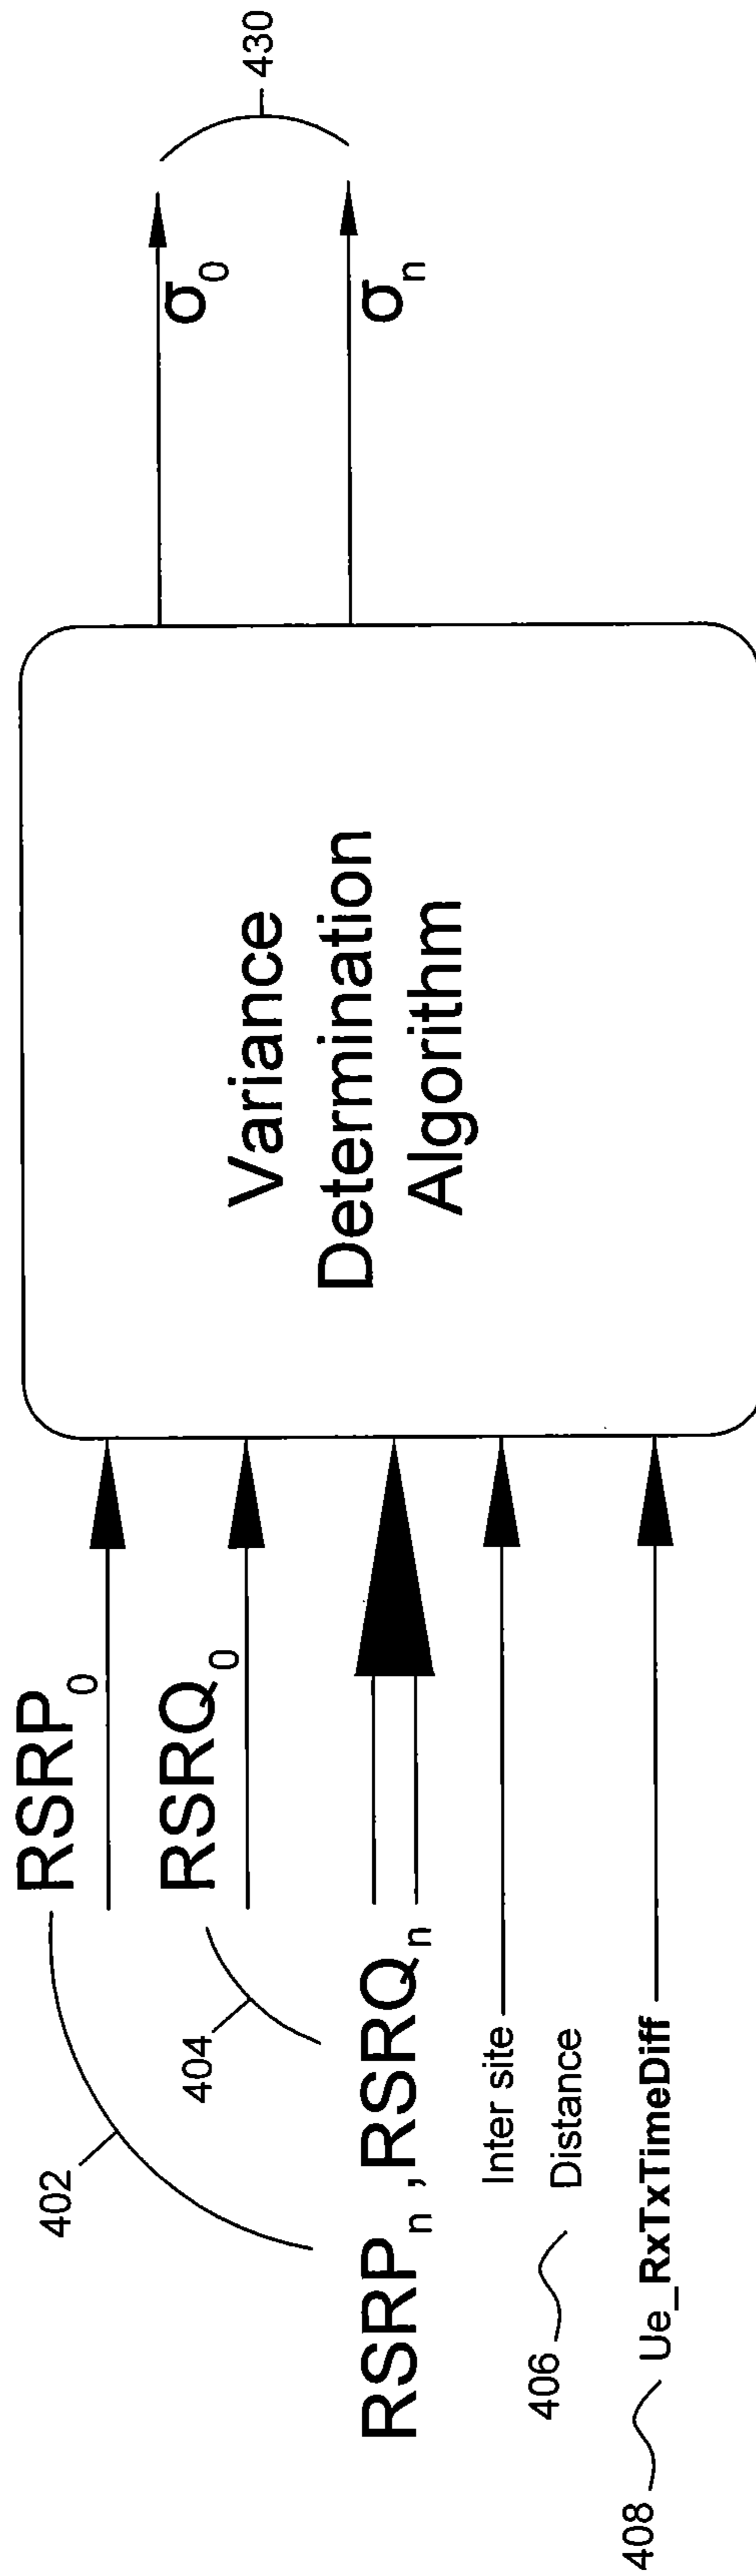 402
RSRP0
404
RSRQ0
RSRPn ,RSRQn
406
Inter site
Distance
408
Ue_RxTxTimeDiff
Variance
Determination
Algorithm
σ0
σn
430